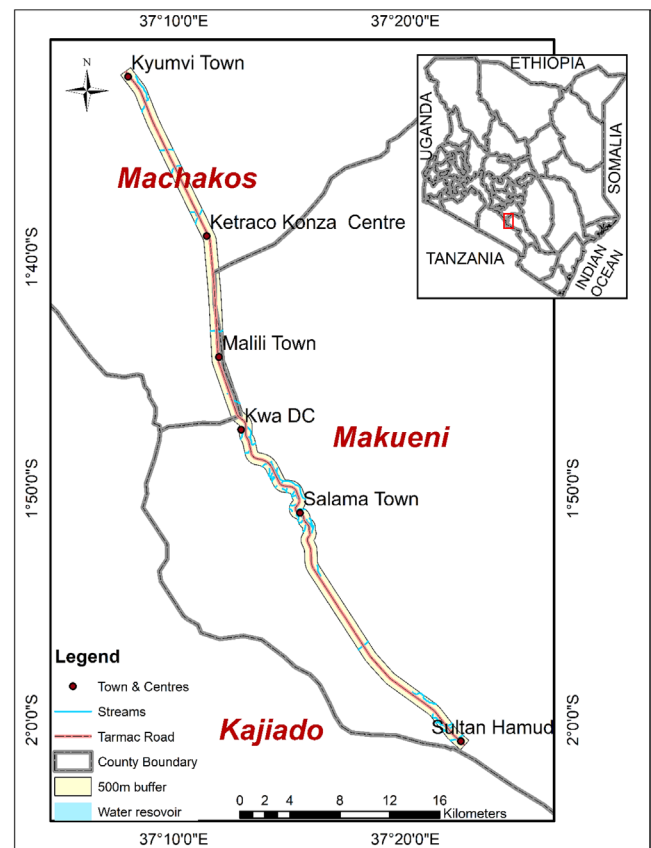 37°10'0"E
37°20'0"E
N
Kyumvi Town
ETHIOPIA
UGANDA
SOMALIA
Machakos
Ketraco Konza Centre
TANZANIA
INDIAN
OCEAN
1°40'0"S
1°40'0"S
Malili Town
Kwa DC
Makueni
Salama Town
1°50'0"S
1°50'0"S
Legend
Town & Centres
Streams
Tarmac Road
County Boundary
500m buffer
Water resovoir
Kajiado
Sultan Hamud
2°0'0"S
2°0'0"S
0 2 4 8 12 16
Kilometers
37°10'0"E
37°20'0"E